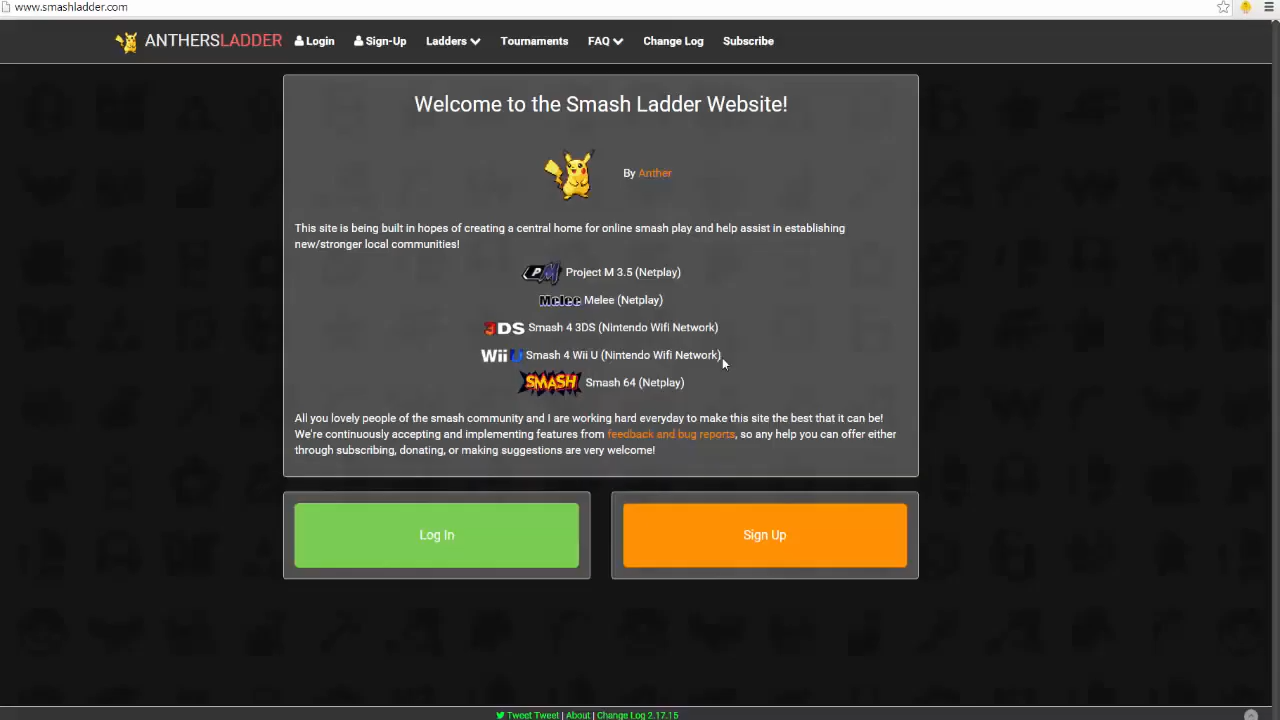 www.smashladder.com
ANTHERSLADDER Login Sign-Up Ladders Tournaments FAQ Change Log Subscribe
Welcome to the Smash Ladder Website!
By Anther
This site is being built in hopes of creating a central home for online smash play and help assist in establishing
new/stronger local communities!
PM Project M 3.5 (Netplay)
Melee Melee (Netplay)
3DS Smash 4 3DS (Nintendo Wifi Network)
Wii U Smash 4 Wii U (Nintendo Wifi Network)
SMASH Smash 64 (Netplay)
All you lovely people of the smash community and I are working hard everyday to make this site the best that it can be!
We're continuously accepting and implementing features from feedback and bug reports, so any help you can offer either
through subscribing, donating, or making suggestions are very welcome!
Log In Sign Up
Tweet Tweet | About | Change Log 2.17.15